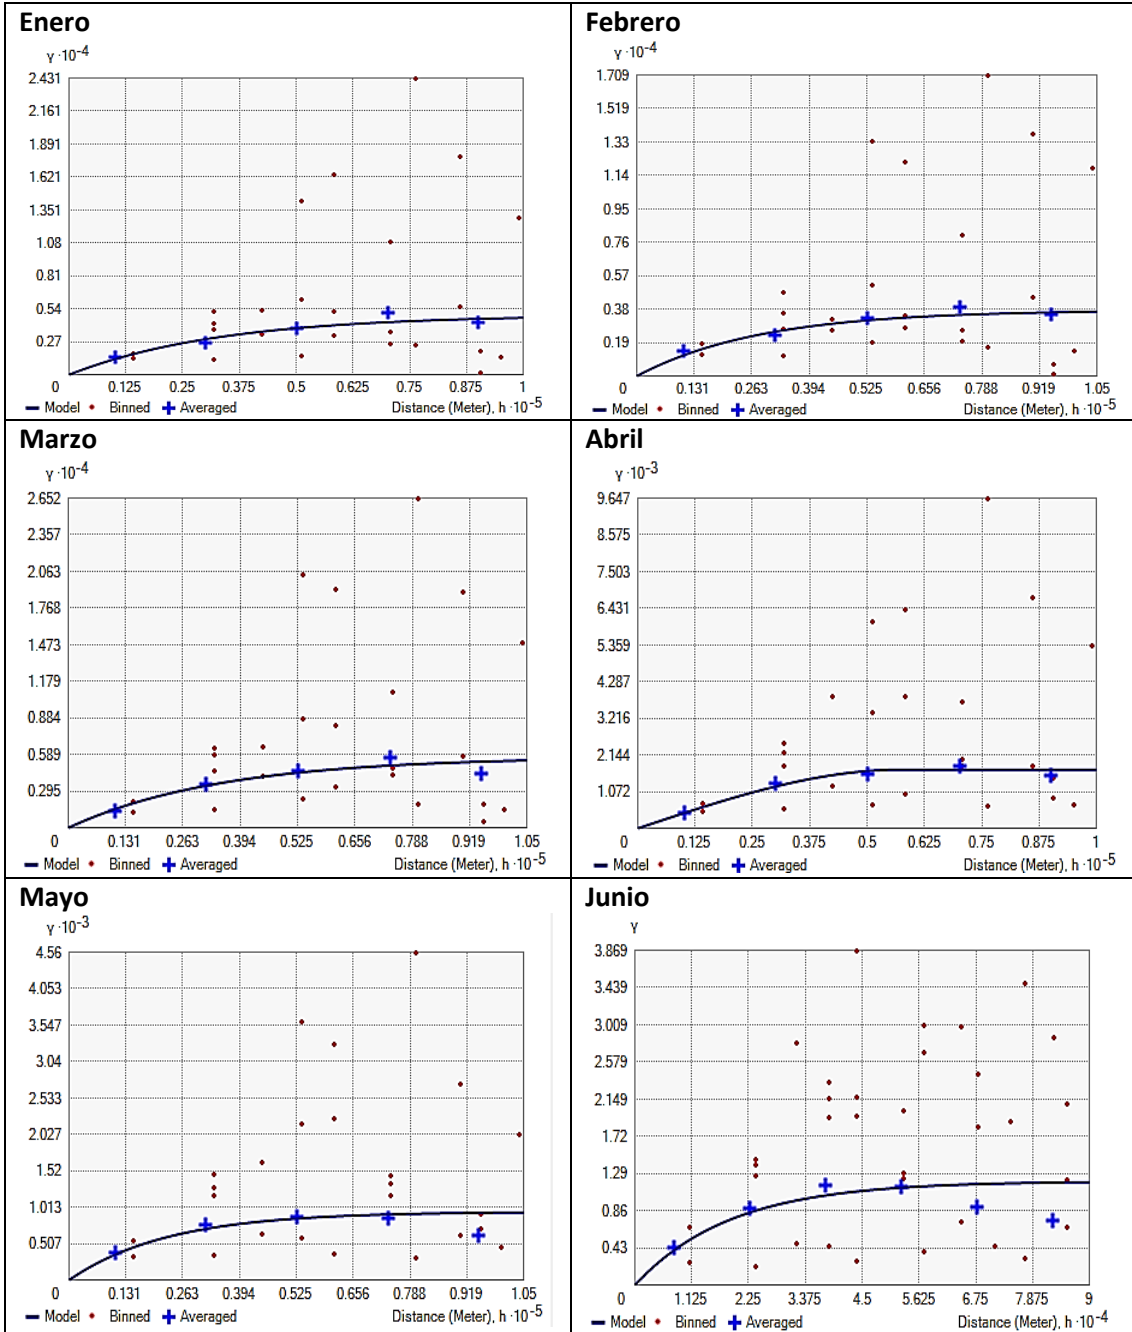 Enero
γ ·10⁻⁴
2.431
2.161
1.891
1.621
1.351
1.08
0.81
0.54
0.27
0 0.125 0.25 0.375 0.5 0.625 0.75 0.875 1
Model Binned Averaged Distance (Meter), h ·10⁻⁵
Febrero
γ ·10⁻⁴
1.709
1.519
1.33
1.14
0.95
0.76
0.57
0.38
0.19
0 0.131 0.263 0.394 0.525 0.656 0.788 0.919 1.05
Model Binned Averaged Distance (Meter), h ·10⁻⁵
Marzo
γ ·10⁻⁴
2.652
2.357
2.063
1.768
1.473
1.179
0.884
0.589
0.295
0 0.131 0.263 0.394 0.525 0.656 0.788 0.919 1.05
Model Binned Averaged Distance (Meter), h ·10⁻⁵
Abril
γ ·10⁻³
9.647
8.575
7.503
6.431
5.359
4.287
3.216
2.144
1.072
0 0.125 0.25 0.375 0.5 0.625 0.75 0.875 1
Model Binned Averaged Distance (Meter), h ·10⁻⁵
Mayo
γ ·10⁻³
4.56
4.053
3.547
3.04
2.533
2.027
1.52
1.013
0.507
0 0.131 0.263 0.394 0.525 0.656 0.788 0.919 1.05
Model Binned Averaged Distance (Meter), h ·10⁻⁵
Junio
γ
3.869
3.439
3.009
2.579
2.149
1.72
1.29
0.86
0.43
0 1.125 2.25 3.375 4.5 5.625 6.75 7.875 9
Model Binned Averaged Distance (Meter), h ·10⁻⁴